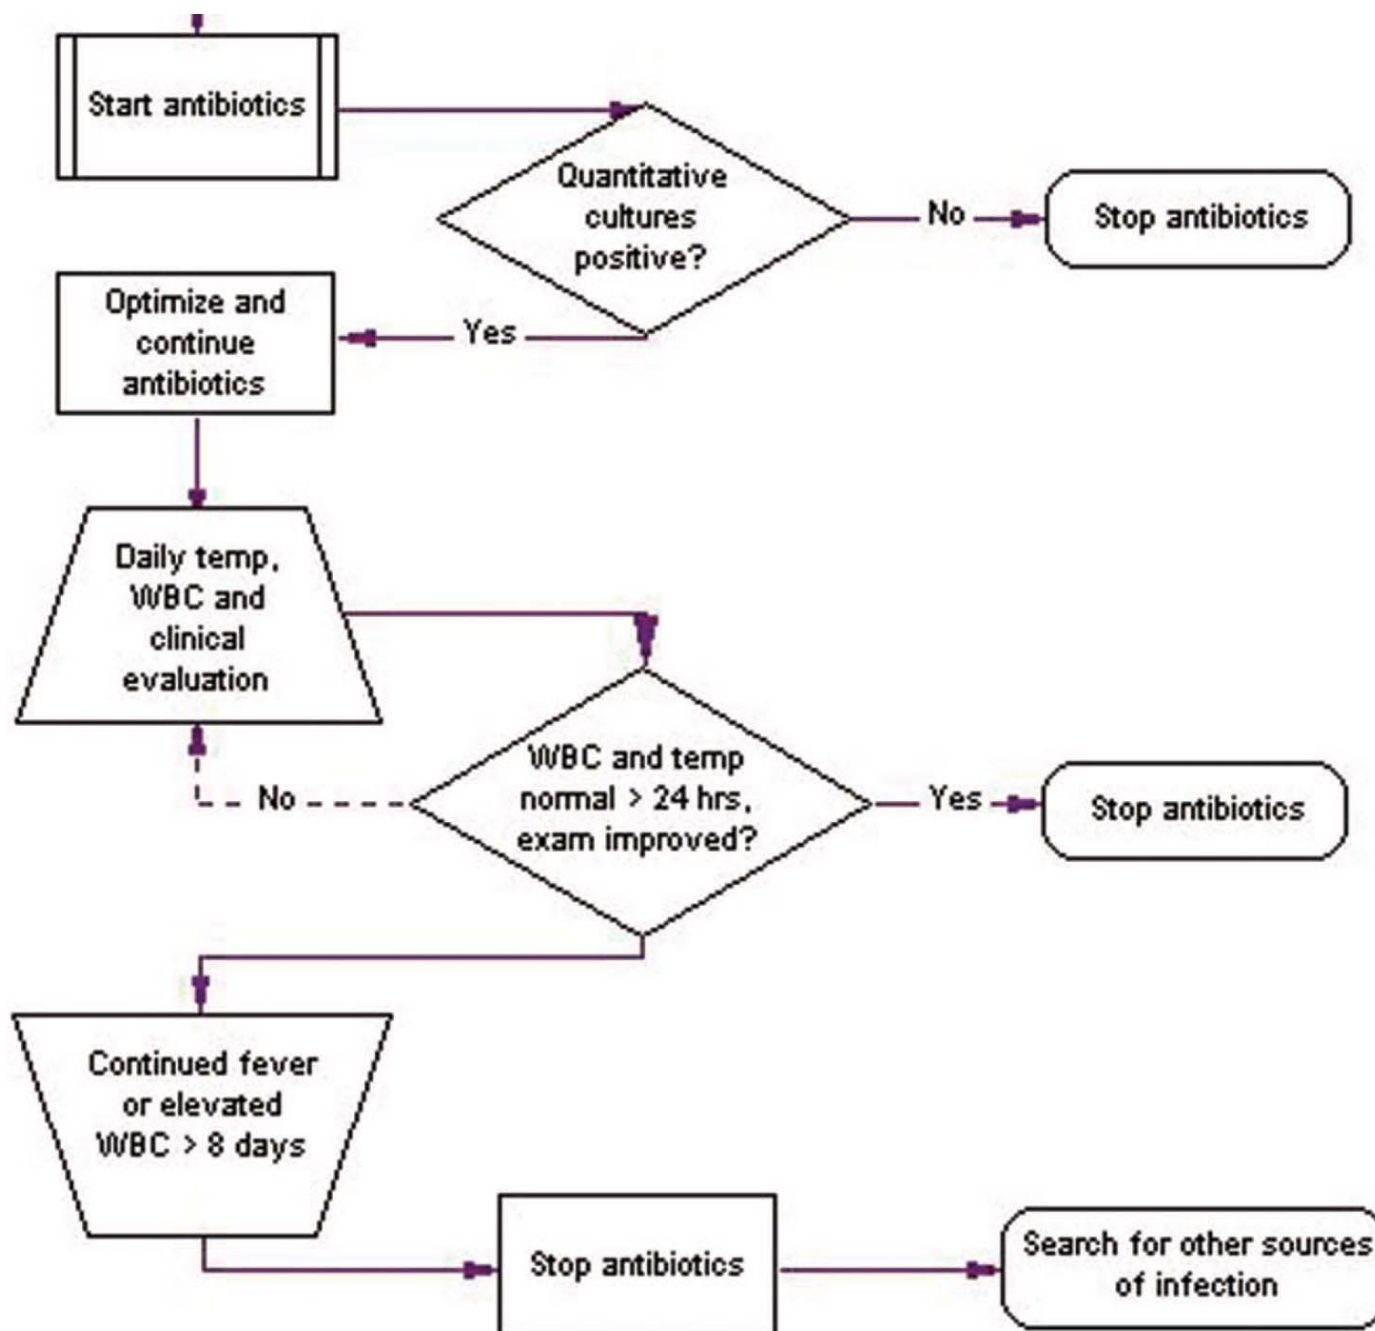 Start antibiotics
Quantitative
cultures
positive?
No
Stop antibiotics
Optimize and
continue
antibiotics
Yes
Daily temp,
WBC and
clinical
evaluation
WBC and temp
normal > 24 hrs,
exam improved?
No
Yes
Stop antibiotics
Continued fever
or elevated
WBC > 8 days
Stop antibiotics
Search for other sources
of infection